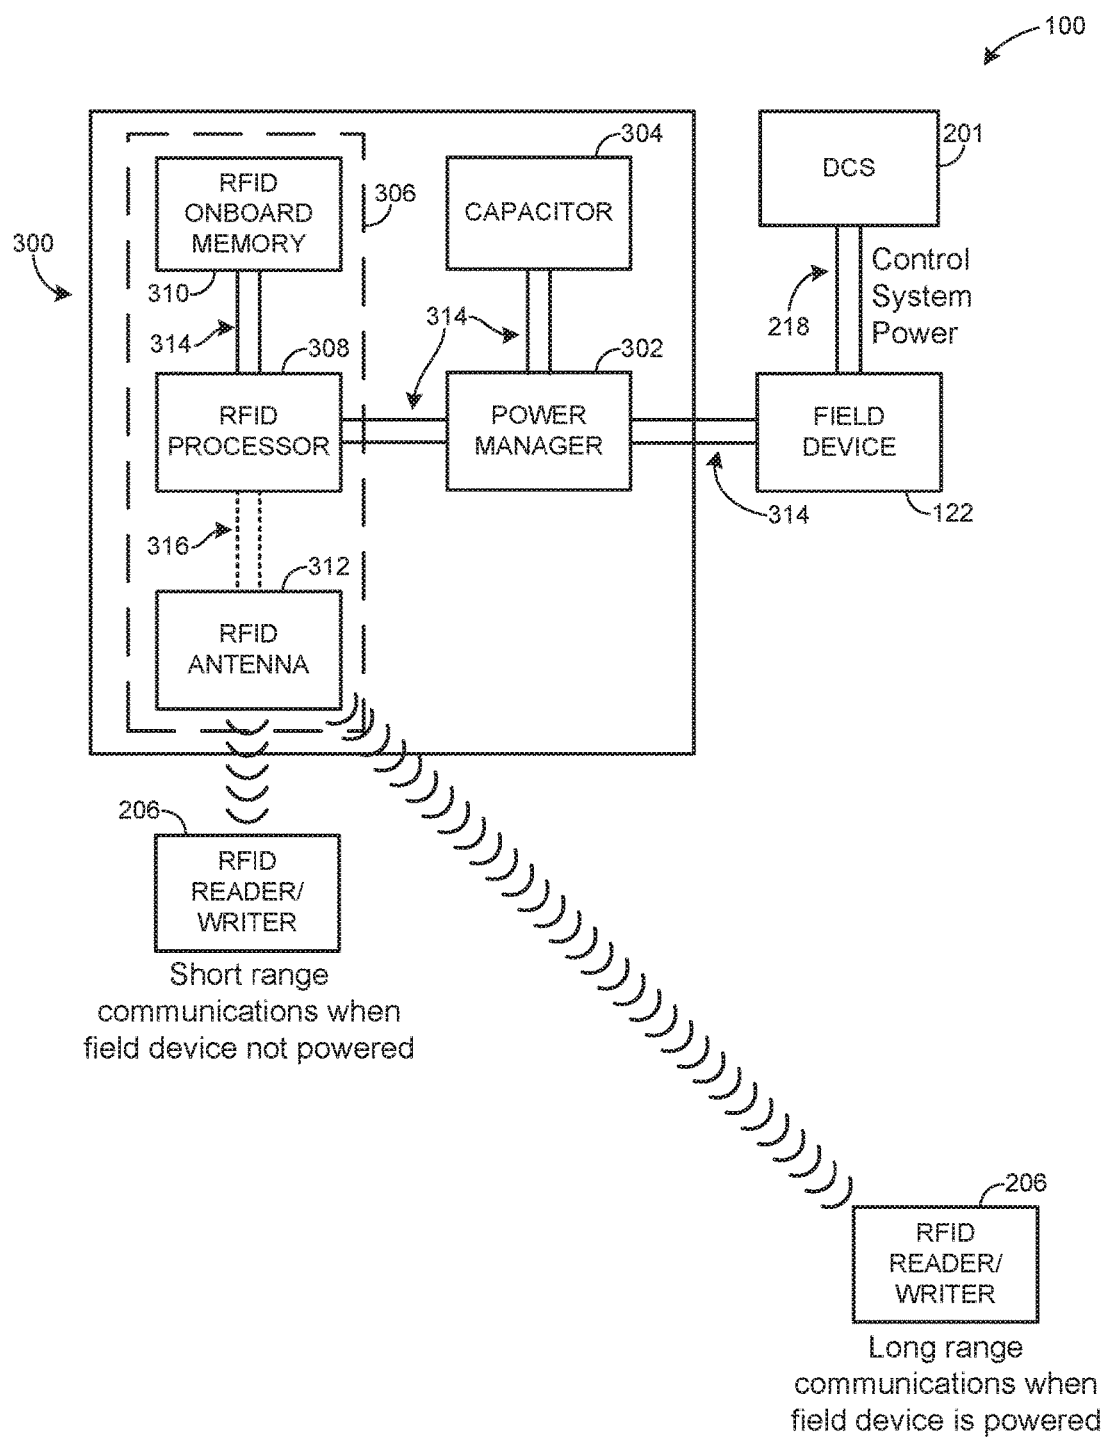 100
304
201
RFID
ONBOARD
MEMORY
CAPACITOR
DCS
306
300
310
314
314
218
Control
System
Power
308
302
RFID
PROCESSOR
POWER
MANAGER
FIELD
DEVICE
314
122
316
312
RFID
ANTENNA
206
RFID
READER/
WRITER
Short range
communications when
field device not powered
206
RFID
READER/
WRITER
Long range
communications when
field device is powered